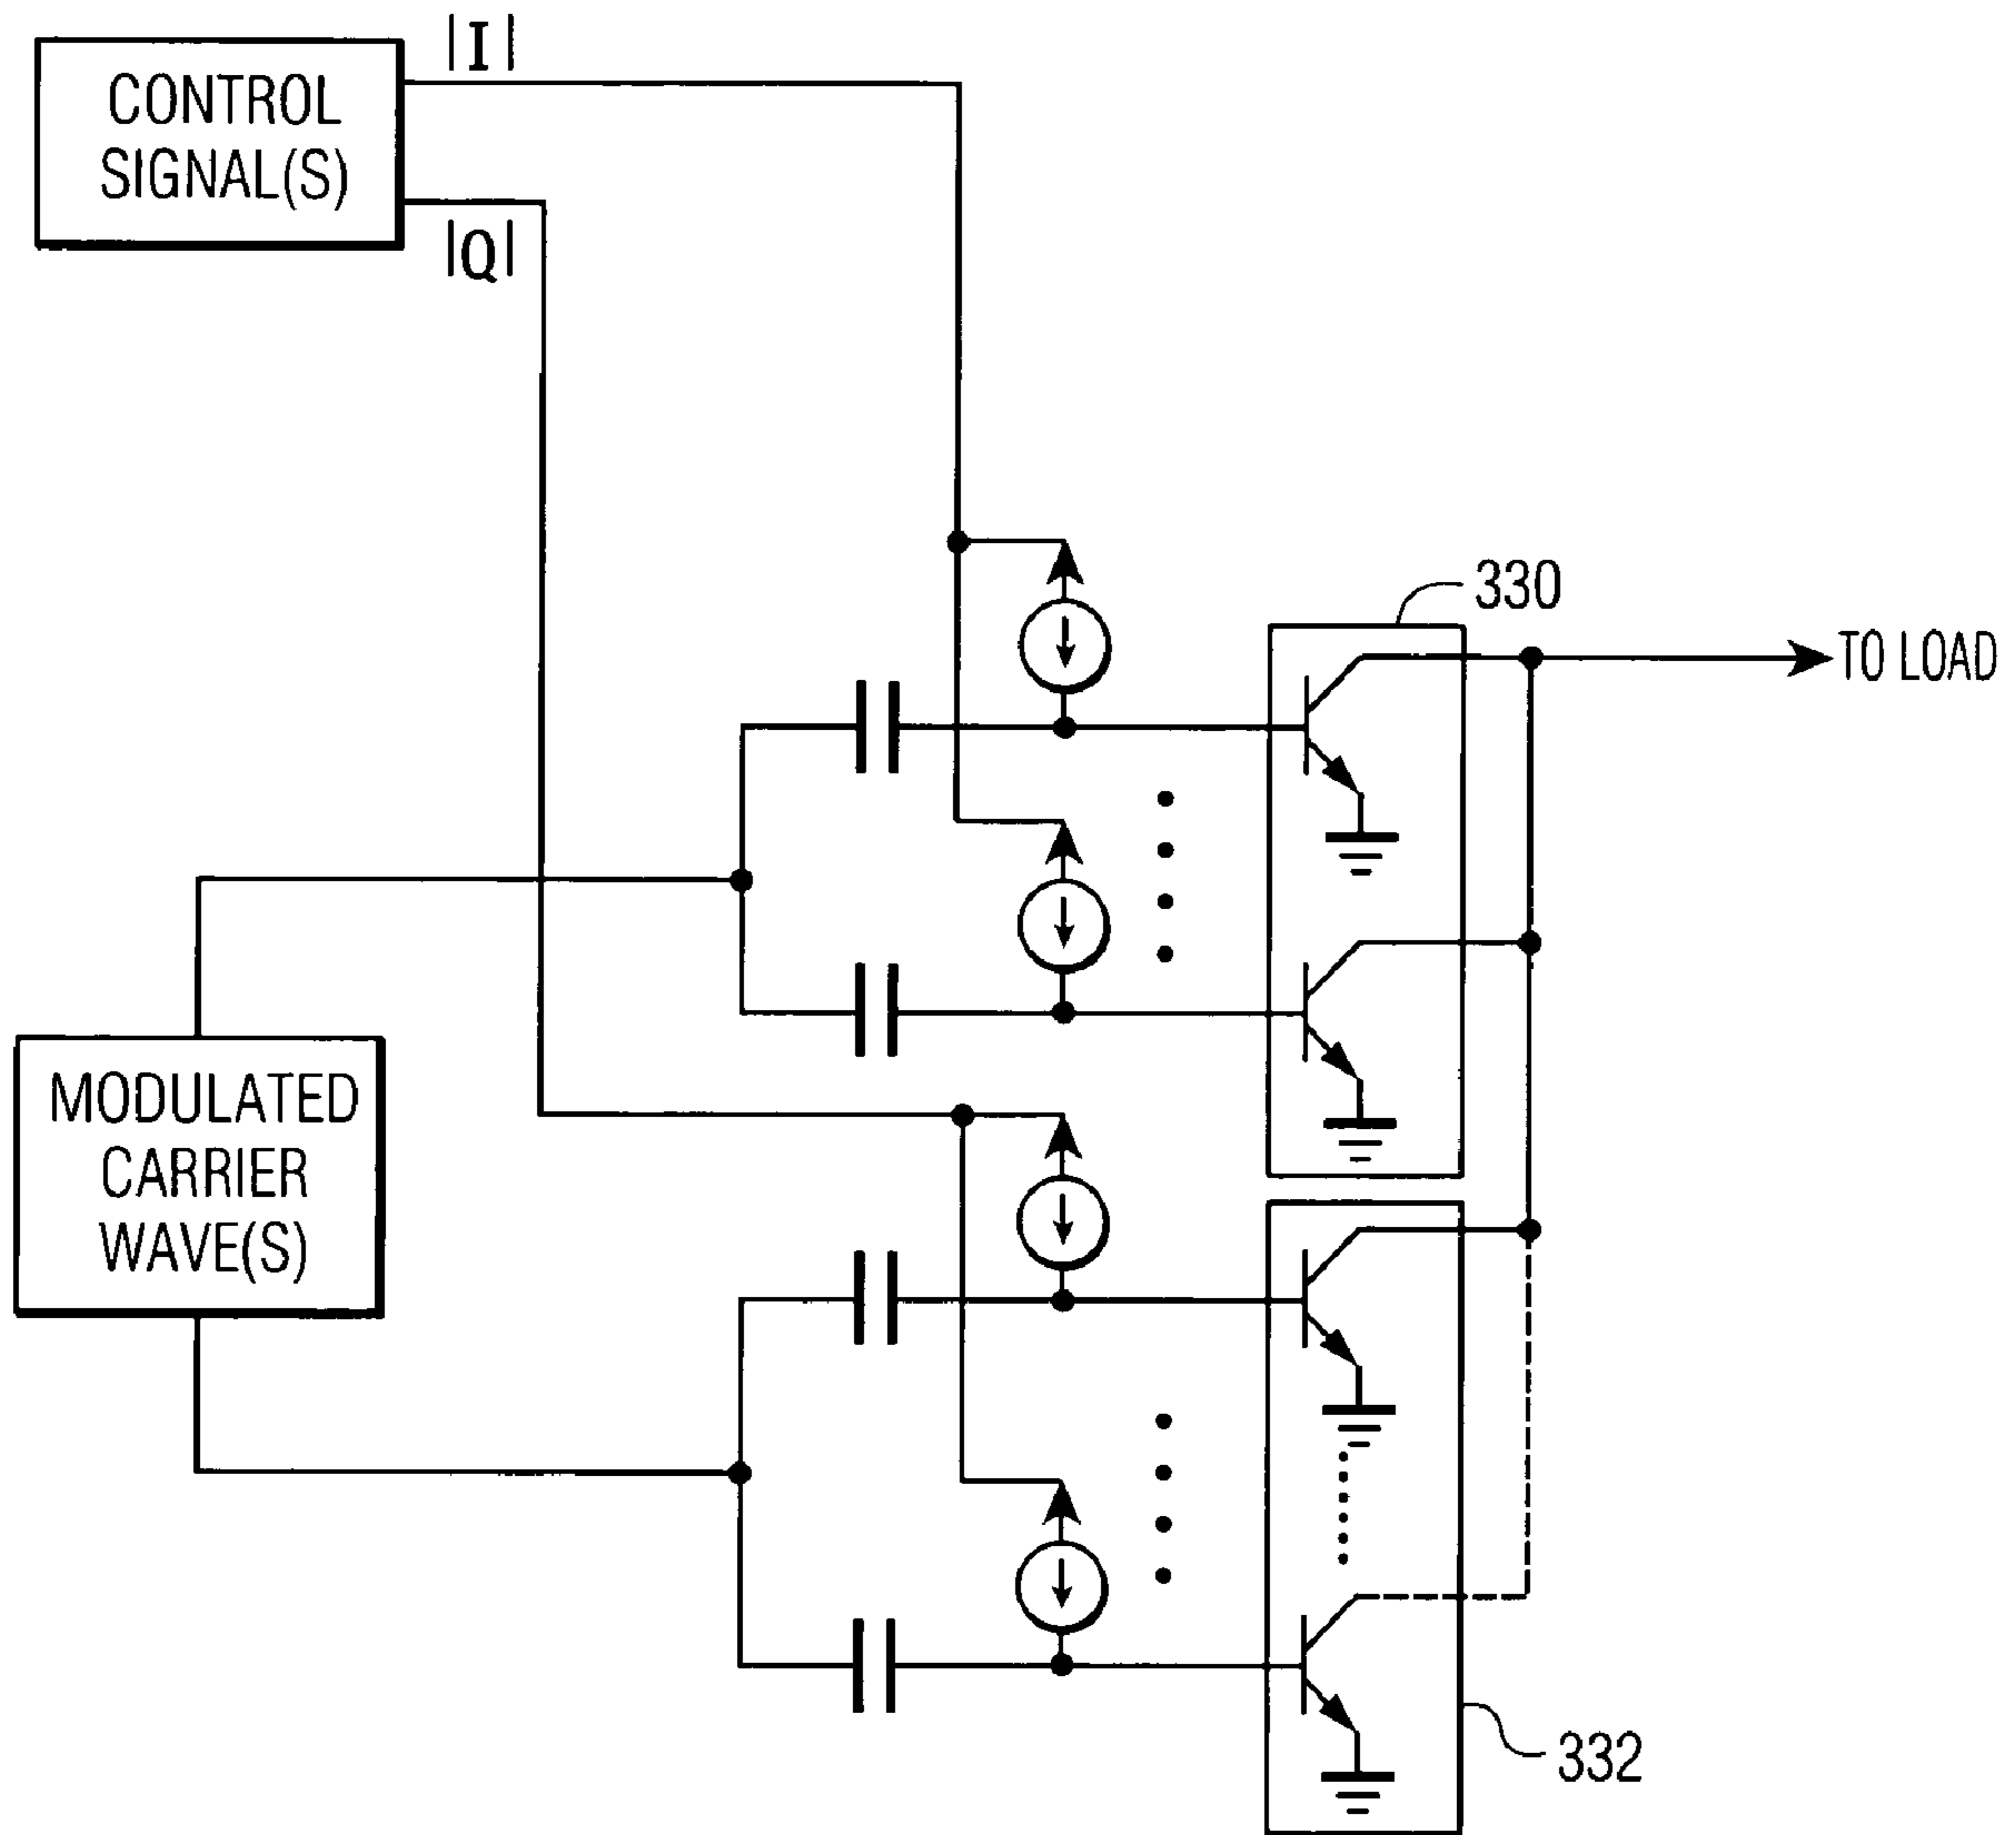 |I|
CONTROL
SIGNAL(S)
|Q|
330
TO LOAD
MODULATED
CARRIER
WAVE(S)
332